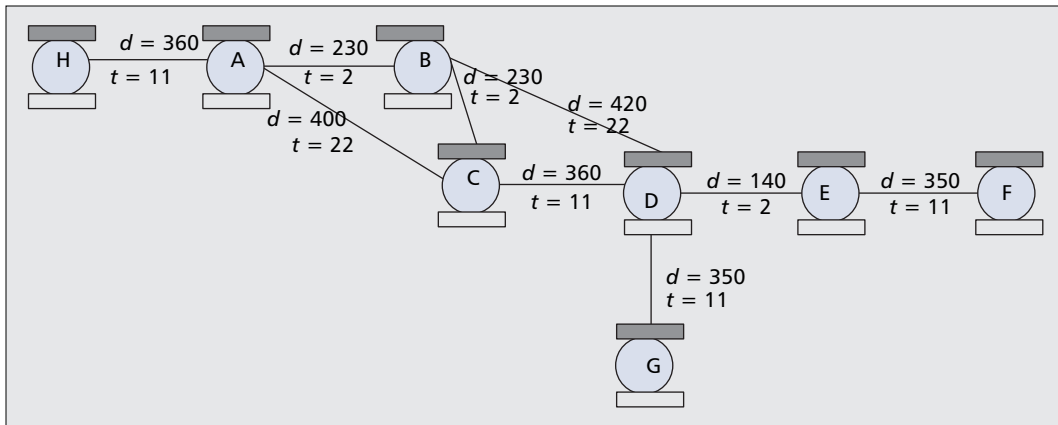 H
d = 360
t = 11
A
d = 230
t = 2
B
d = 230
t = 2
d = 420
t = 22
d = 400
t = 22
C
d = 360
t = 11
D
d = 140
t = 2
E
d = 350
t = 11
F
d = 350
t = 11
G